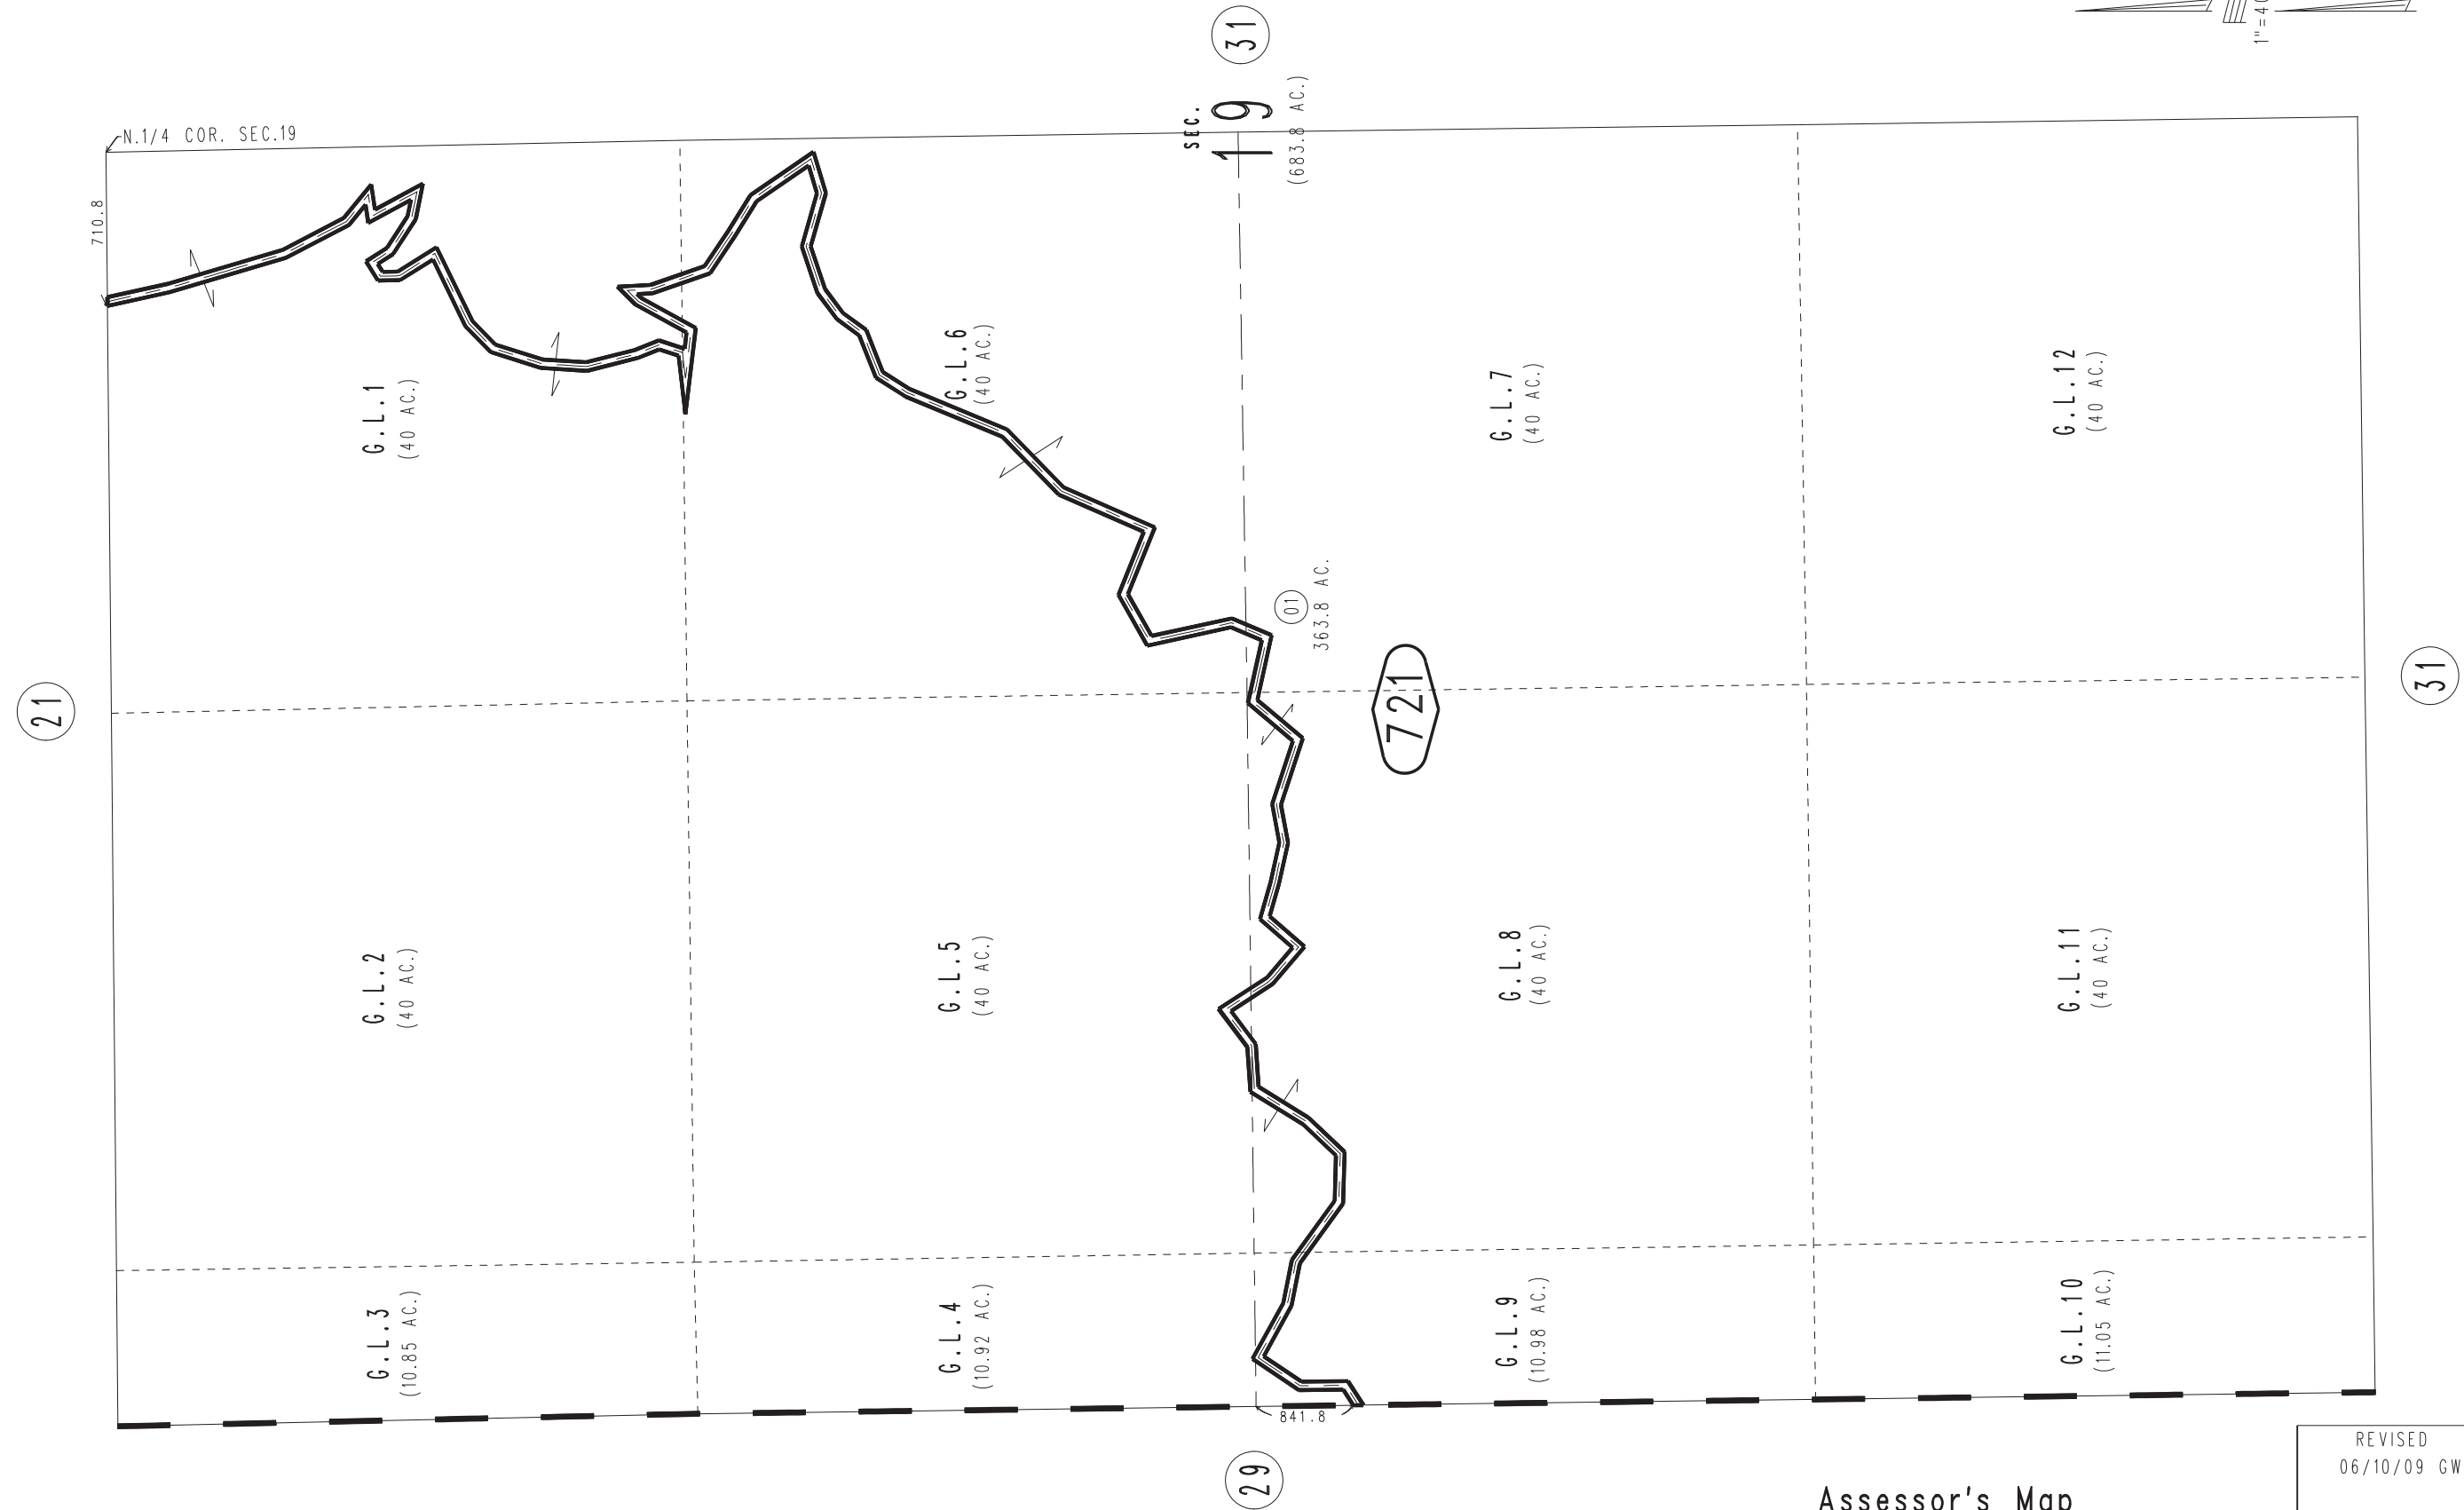 31
1"=4
N.1/4 COR. SEC.19
SEC.
19
(683.8 AC.)
710.8
G.L.1
(40 AC.)
G.L.6
(40 AC.)
G.L.7
(40 AC.)
G.L.12
(40 AC.)
01
363.8 AC.
21
721
31
G.L.2
(40 AC.)
G.L.5
(40 AC.)
G.L.8
(40 AC.)
G.L.11
(40 AC.)
G.L.3
(10.85 AC.)
G.L.4
(10.92 AC.)
G.L.9
(10.98 AC.)
G.L.10
(11.05 AC.)
841.8
29
REVISED
06/10/09 GW
Assessor's Map